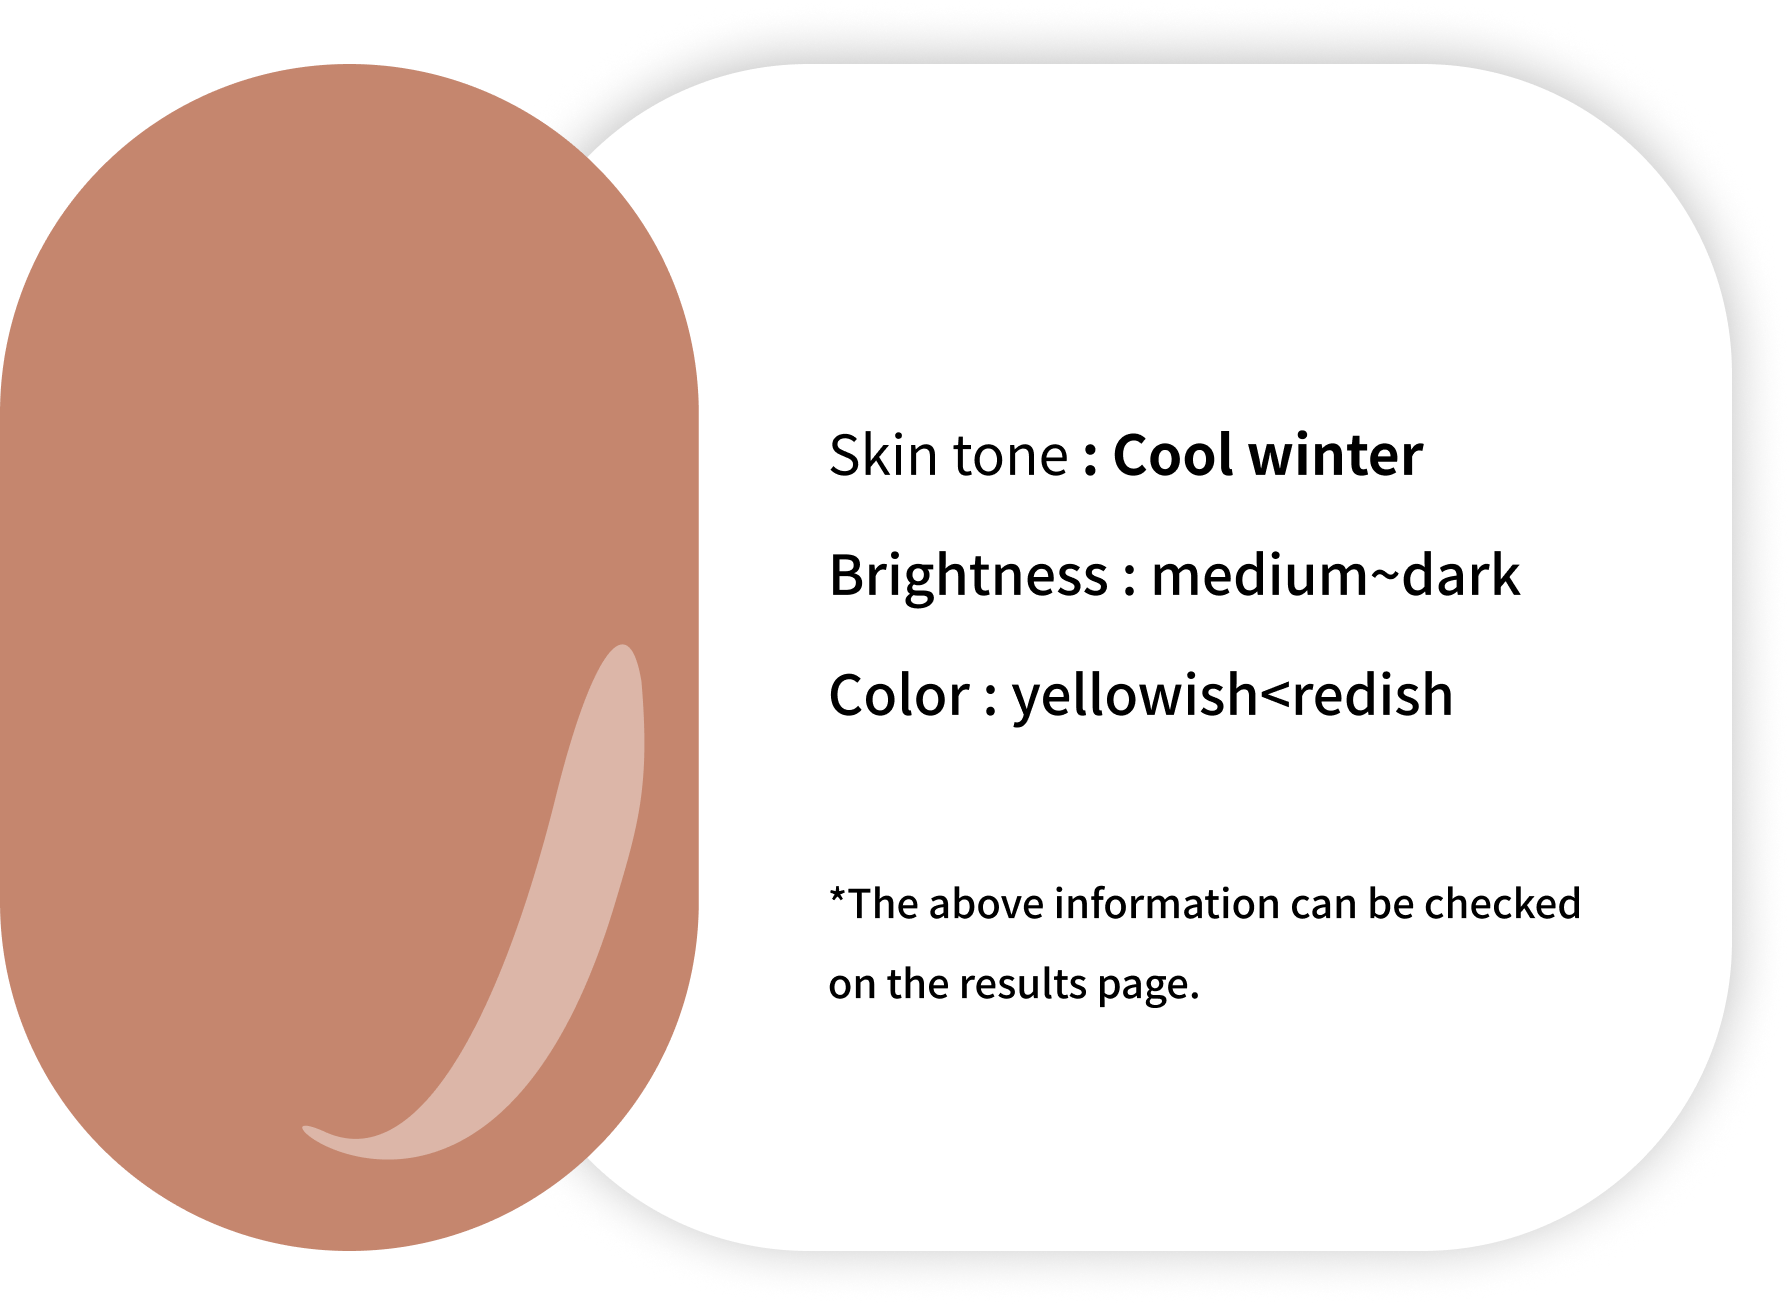 Skin tone : Cool winter
Brightness : medium~dark
Color : yellowish<redish
*The above information can be checked
on the results page.